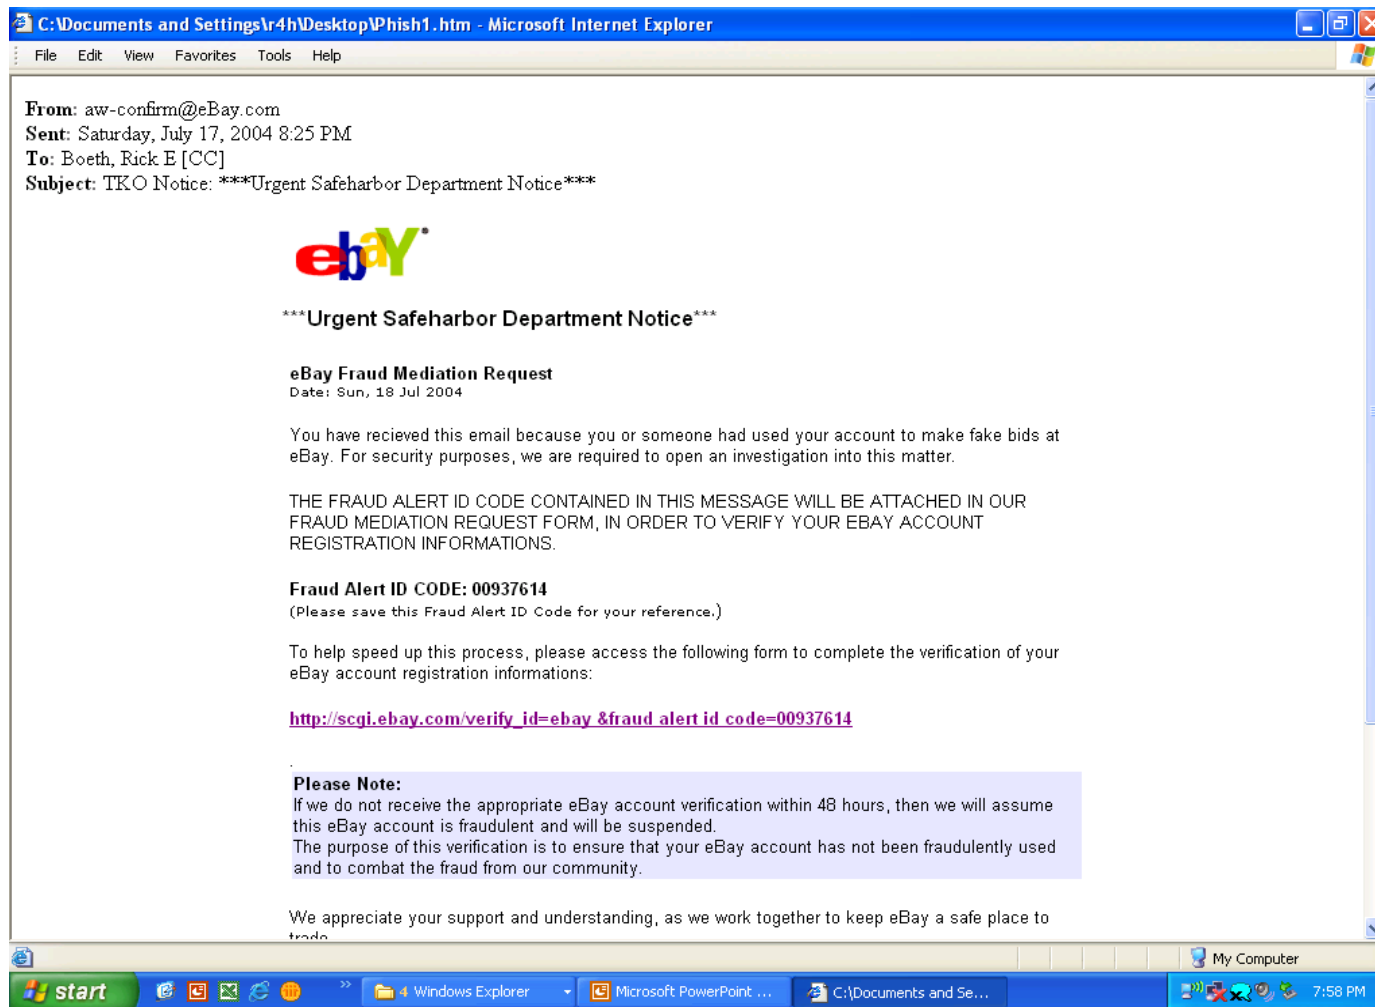 C:\Documents and Settings\r4h\Desktop\Phish1.htm - Microsoft Internet Explorer
File Edit View Favorites Tools Help
From: aw-confirm@eBay.com
Sent: Saturday, July 17, 2004 8:25 PM
To: Boeth, Rick E [CC]
Subject: TKO Notice: ***Urgent Safeharbor Department Notice***
ebaY
***Urgent Safeharbor Department Notice***
eBay Fraud Mediation Request
Date: Sun, 18 Jul 2004
You have recieved this email because you or someone had used your account to make fake bids at
eBay. For security purposes, we are required to open an investigation into this matter.
THE FRAUD ALERT ID CODE CONTAINED IN THIS MESSAGE WILL BE ATTACHED IN OUR
FRAUD MEDIATION REQUEST FORM, IN ORDER TO VERIFY YOUR EBAY ACCOUNT
REGISTRATION INFORMATIONS.
Fraud Alert ID CODE: 00937614
(Please save this Fraud Alert ID Code for your reference.)
To help speed up this process, please access the following form to complete the verification of your
eBay account registration informations:
http://scgi.ebay.com/verify_id=ebay &fraud alert id code=00937614
.
Please Note:
If we do not receive the appropriate eBay account verification within 48 hours, then we will assume
this eBay account is fraudulent and will be suspended.
The purpose of this verification is to ensure that your eBay account has not been fraudulently used
and to combat the fraud from our community.
We appreciate your support and understanding, as we work together to keep eBay a safe place to
trade
My Computer
start 4 Windows Explorer Microsoft PowerPoint ... C:\Documents and Se... 7:58 PM